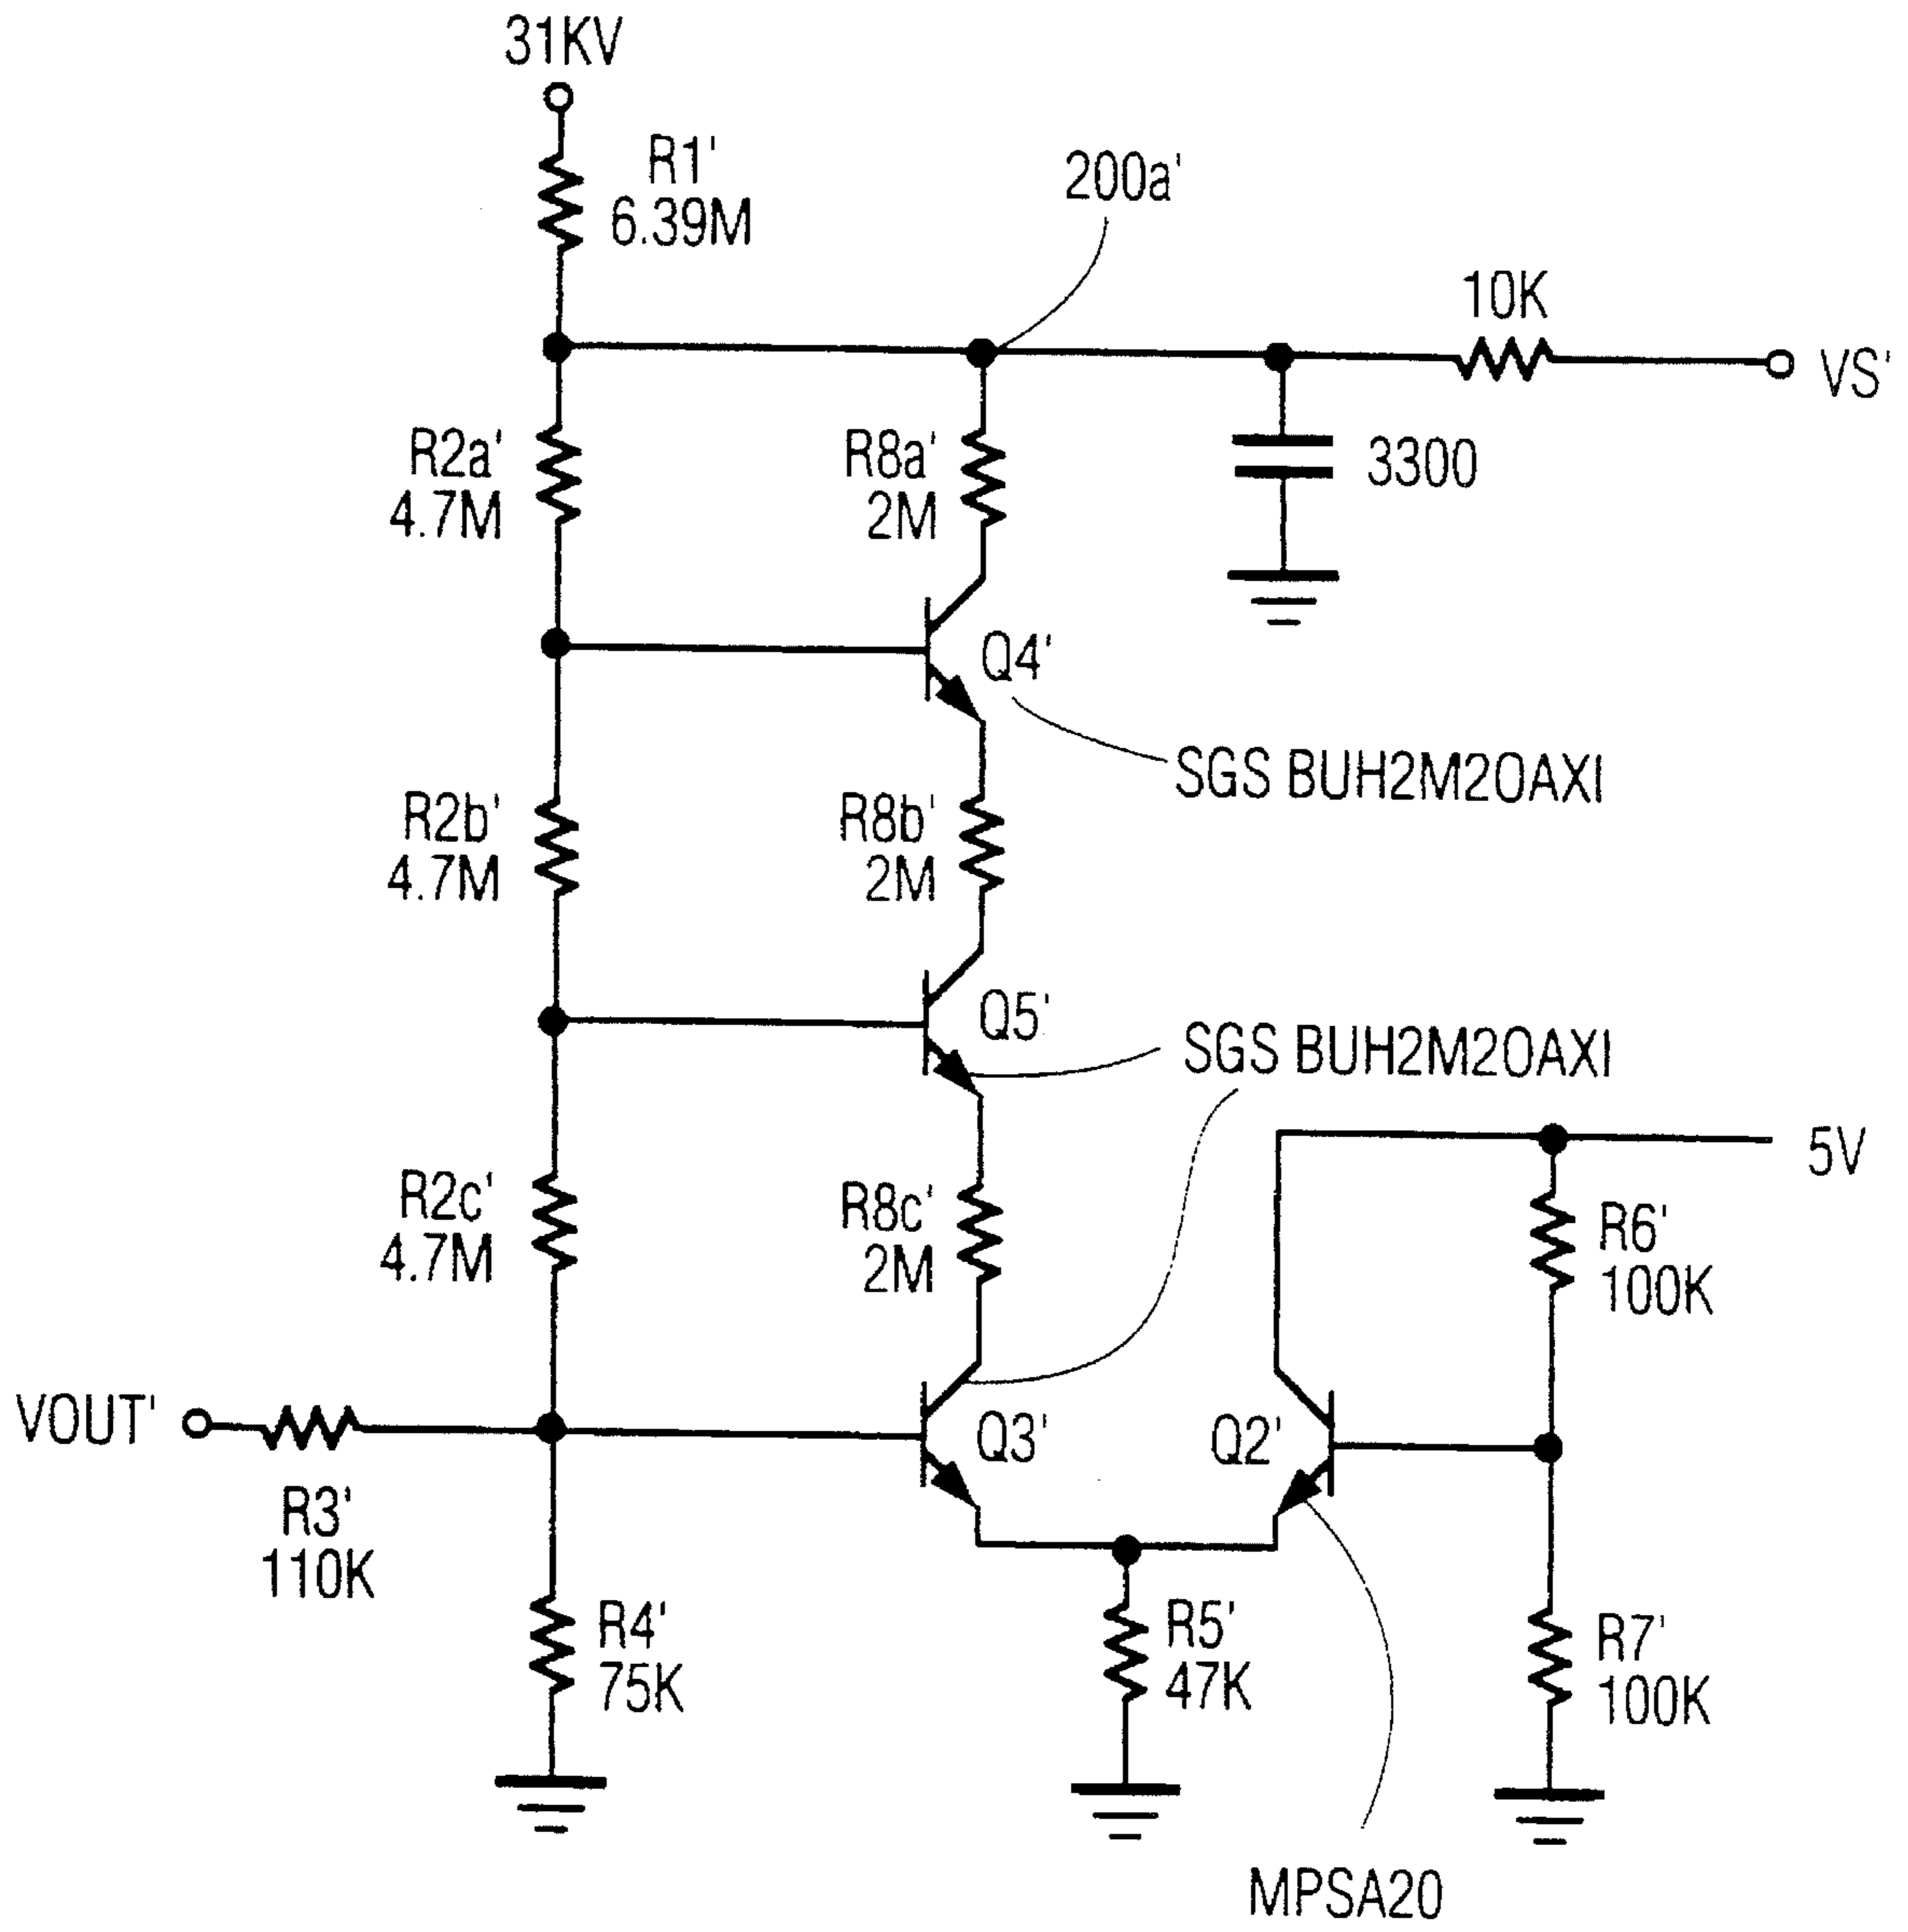 31KV
R1'
6.39M
200a'
10K
VS'
R2a'
4.7M
R8a'
2M
3300
Q4'
SGS BUH2M2OAXI
R2b'
4.7M
R8b'
2M
Q5'
SGS BUH2M2OAXI
5V
R2c'
4.7M
R8c'
2M
R6'
100K
VOUT'
Q3'
Q2'
R3'
110K
R4'
75K
R5'
47K
R7'
100K
MPSA20